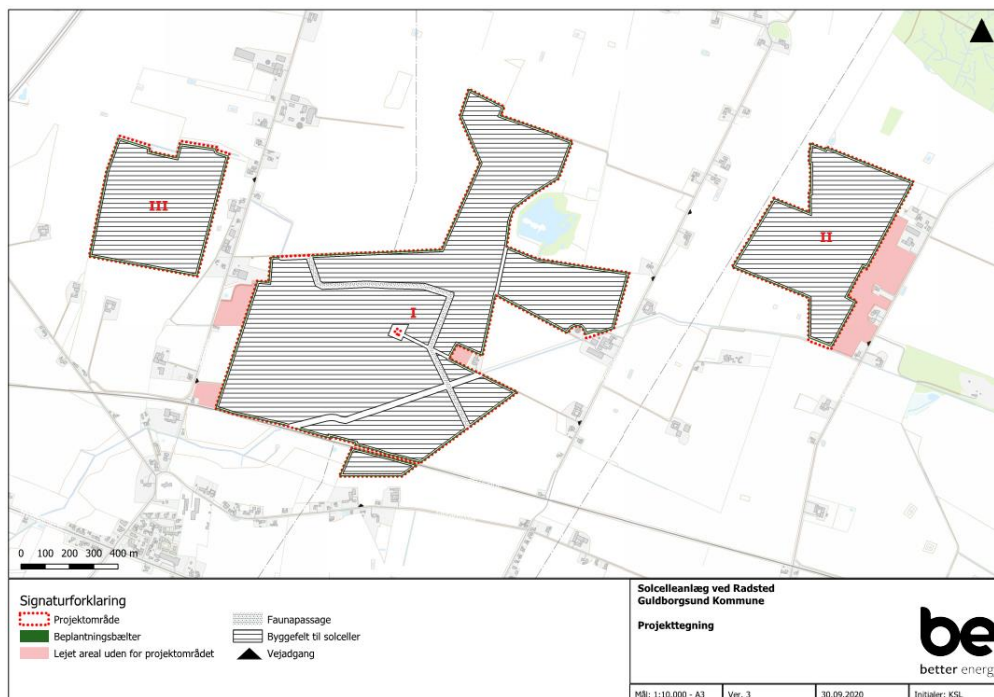 III
II
I
0 100 200 300 400 m
Signaturforklaring
Projektområde
Beplantningsbælter
Lejet areal uden for projektområdet
Faunapassage
Byggefelt til solceller
Vejadgang
Solcelleanlæg ved Radsted
Guldborgsund Kommune
Projekttegning
be
better energ
Mål: 1:10.000 - A3 Ver. 3 30.09.2020 Initialer: KSL